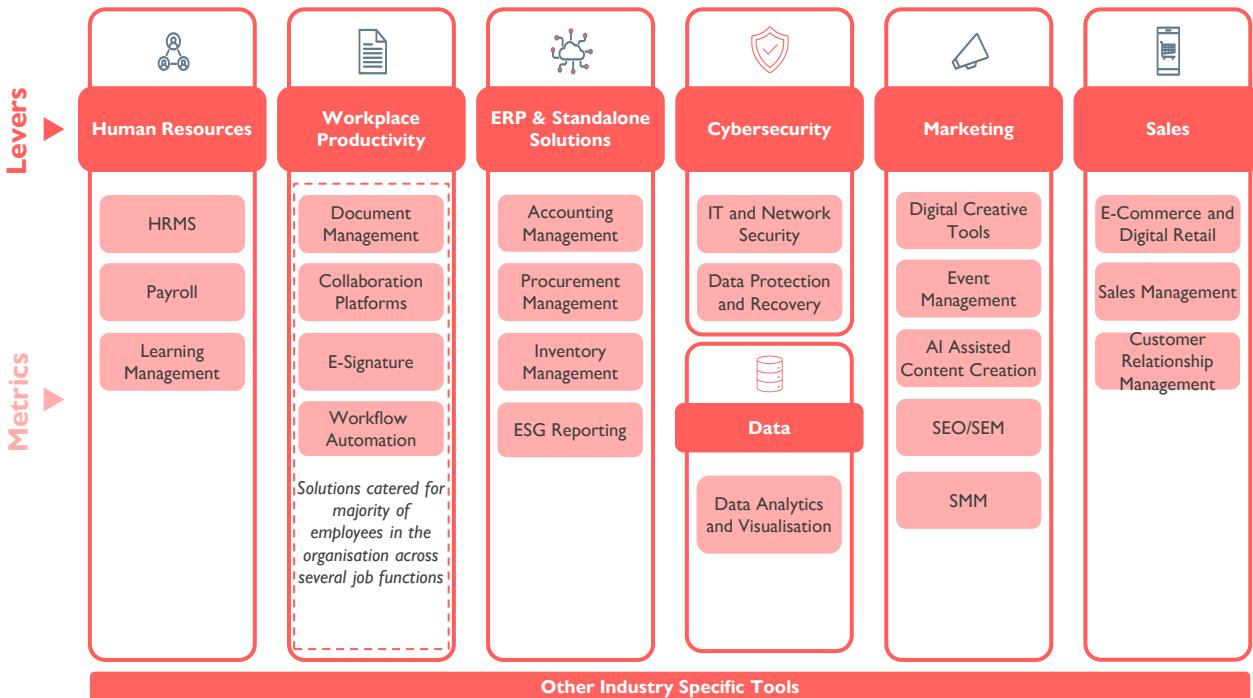 Levers
Human Resources
Workplace
Productivity
ERP & Standalone
Solutions
Cybersecurity
Marketing
Sales
Metrics
HRMS
Payroll
Learning
Management
Document
Management
Collaboration
Platforms
E-Signature
Workflow
Automation
Solutions catered for
majority of
employees in the
organisation across
several job functions
Accounting
Management
Procurement
Management
Inventory
Management
ESG Reporting
IT and Network
Security
Data Protection
and Recovery
Data
Data Analytics
and Visualisation
Digital Creative
Tools
Event
Management
AI Assisted
Content Creation
SEO/SEM
SMM
E-Commerce and
Digital Retail
Sales Management
Customer
Relationship
Management
Other Industry Specific Tools